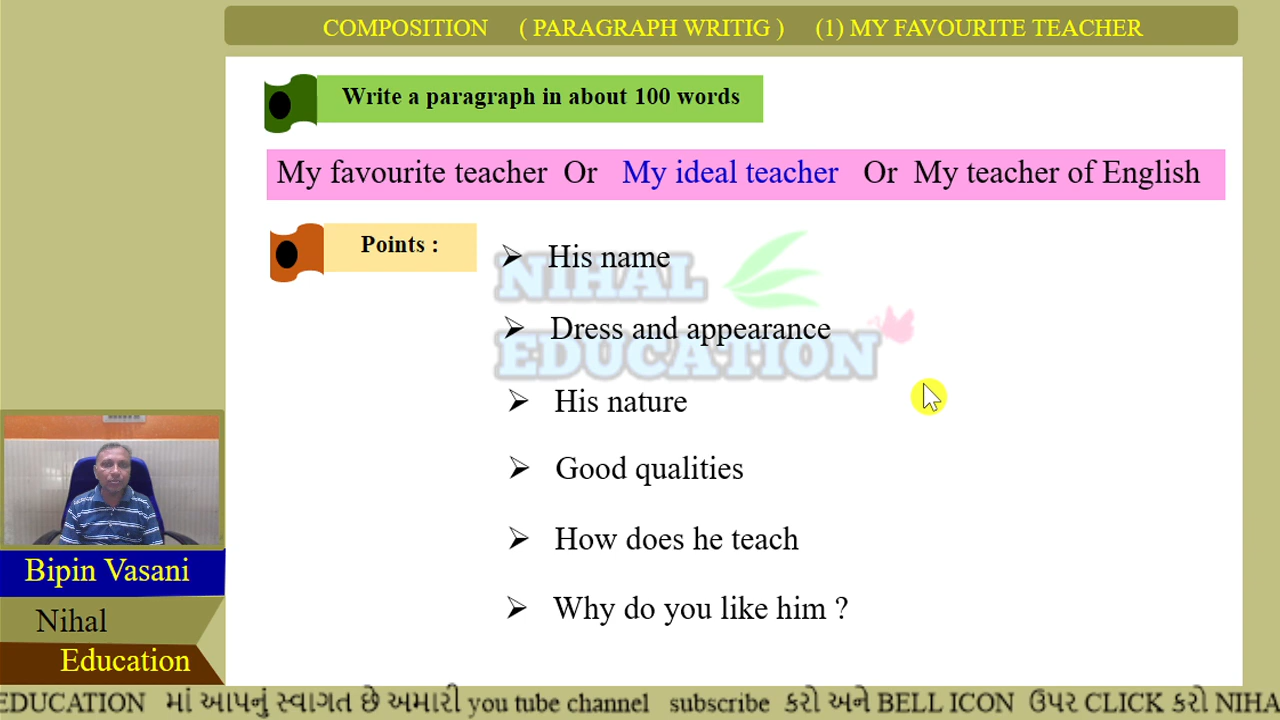 COMPOSITION ( PARAGRAPH WRITIG ) (1) MY FAVOURITE TEACHER
Write a paragraph in about 100 words
My favourite teacher Or My ideal teacher Or My teacher of English
Points :
His name
NIHAL
Dress and appearance
EDUCATION
His nature
Good qualities
How does he teach
Why do you like him ?
Bipin Vasani
Nihal
Education
EDUCATION માં આપનું સ્વાગત છે અમારી you tube channel subscribe કરો અને BELL ICON ઉપર CLICK કરો NIHA